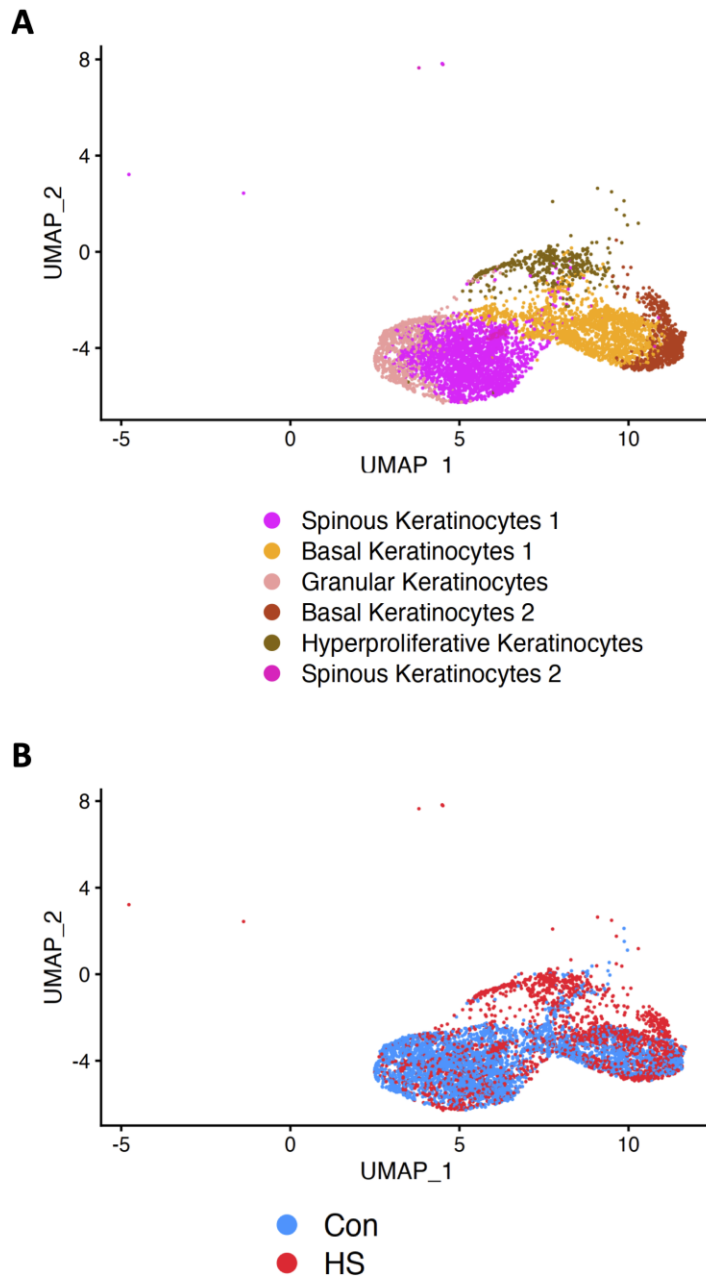 A
8
4
0
-4
UMAP_2
-5 0 5 10
UMAP_1
Spinous Keratinocytes 1
Basal Keratinocytes 1
Granular Keratinocytes
Basal Keratinocytes 2
Hyperproliferative Keratinocytes
Spinous Keratinocytes 2
B
8
4
0
-4
UMAP_2
-5 0 5 10
UMAP_1
Con
HS